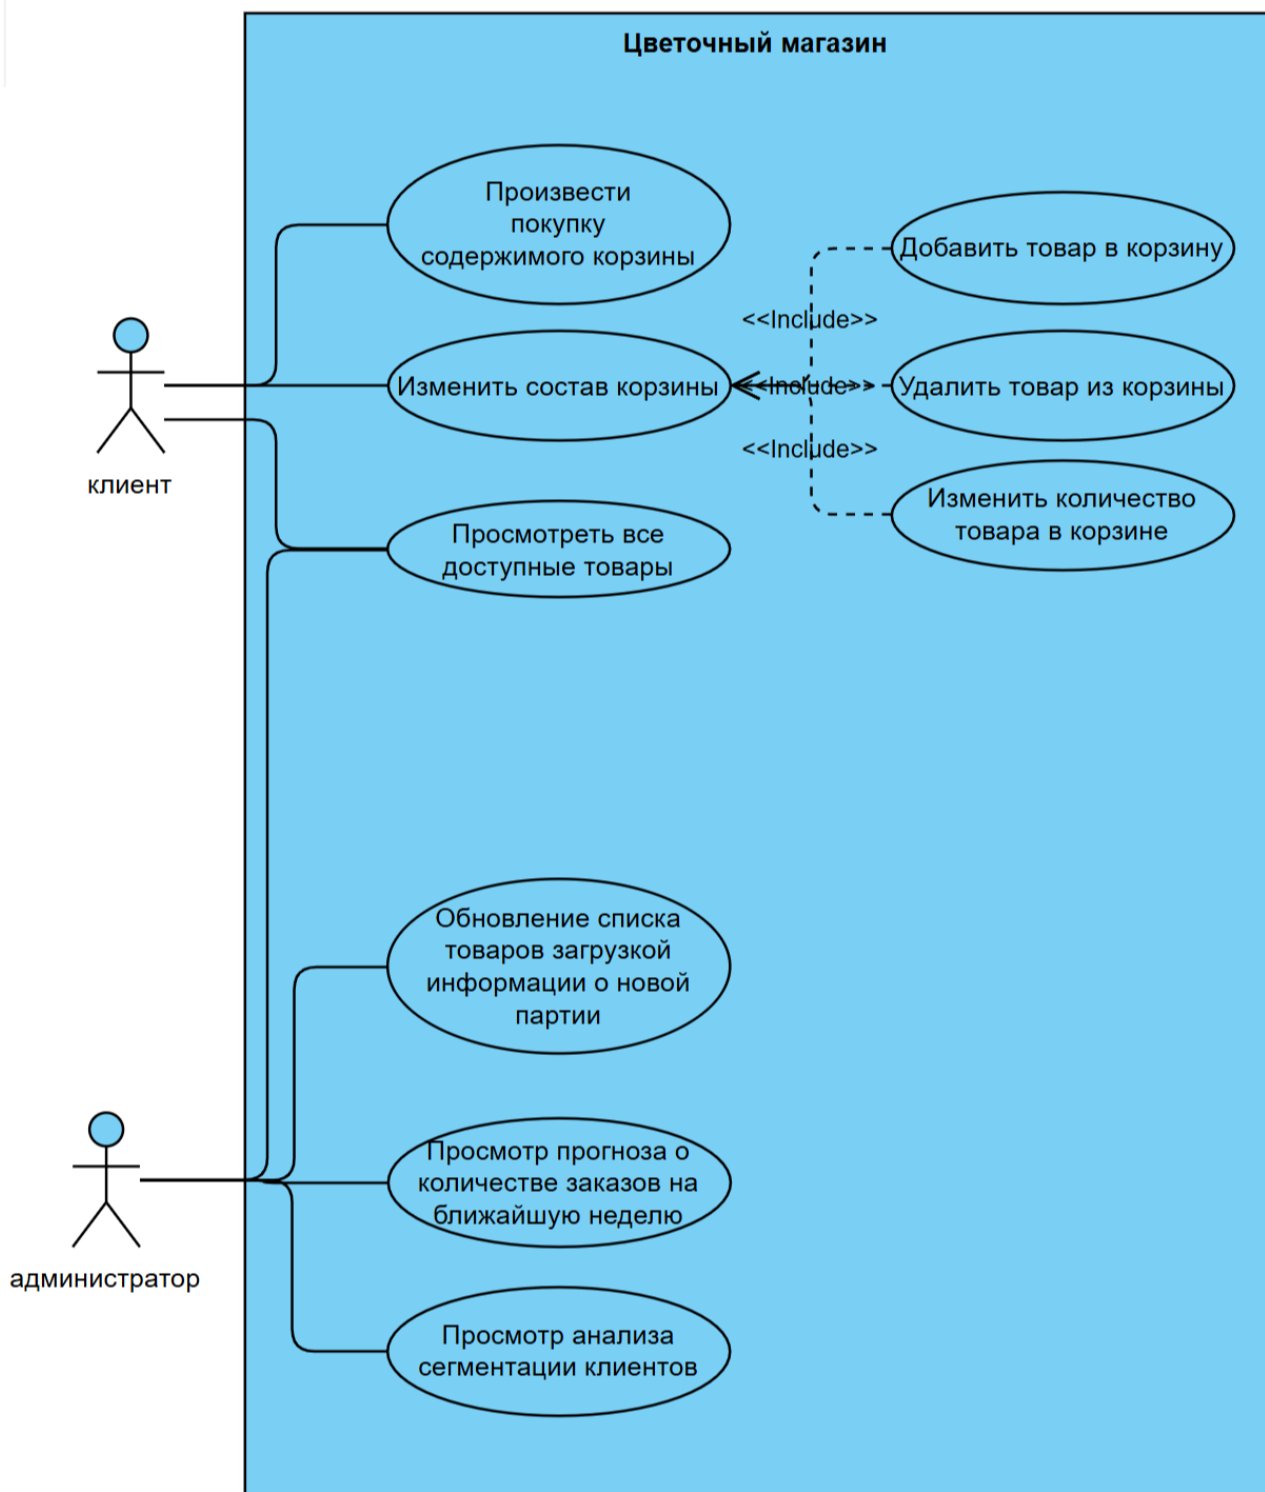 Цветочный магазин
Произвести
покупку
содержимого корзины
Добавить товар в корзину
<<Include>>
Изменить состав корзины
<<Include>>
Удалить товар из корзины
<<Include>>
клиент
Изменить количество
товара в корзине
Просмотреть все
доступные товары
Обновление списка
товаров загрузкой
информации о новой
партии
Просмотр прогноза о
количестве заказов на
ближайшую неделю
администратор
Просмотр анализа
сегментации клиентов